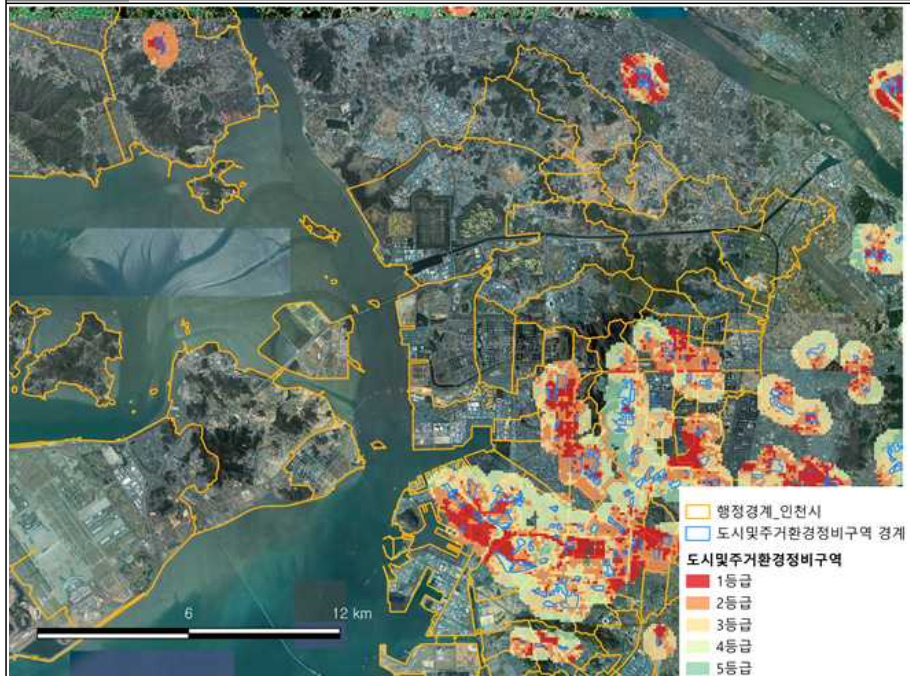 행정경계_인천시
도시및주거환경정비구역 경계
도시및주거환경정비구역
1등급
2등급
3등급
4등급
5등급
0 6 12 km